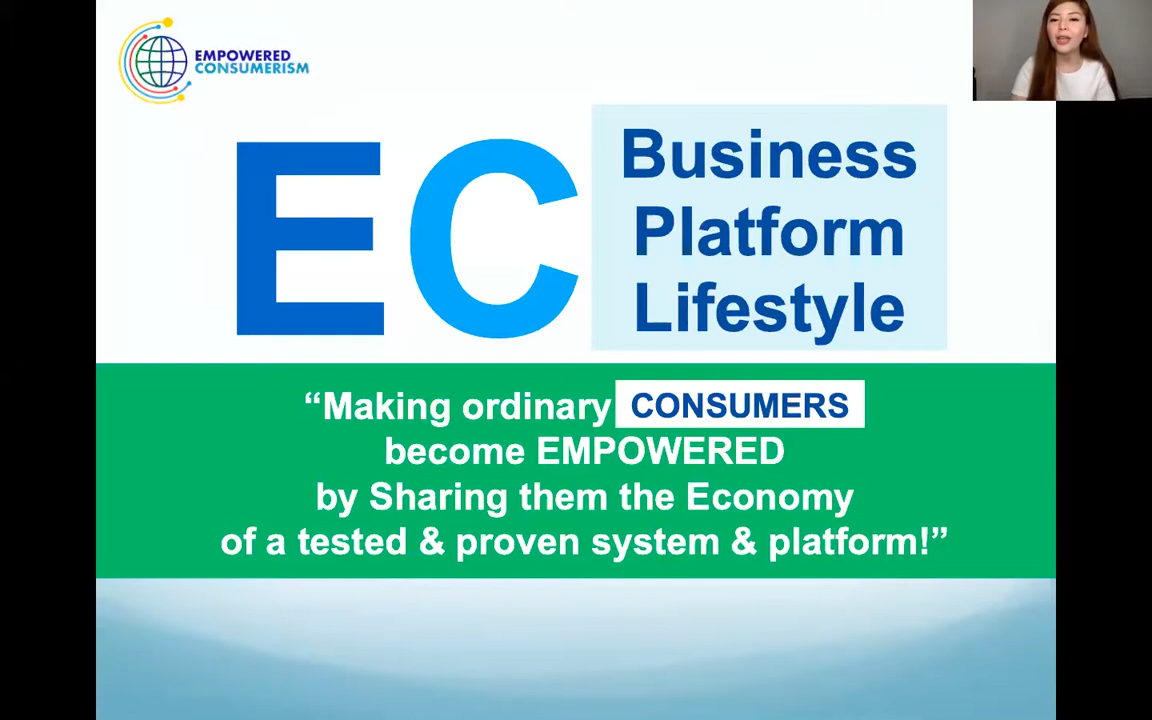 EMPOWERED
CONSUMERISM
EC
Business
Platform
Lifestyle
“Making ordinary CONSUMERS
become EMPOWERED
by Sharing them the Economy
of a tested & proven system & platform!”